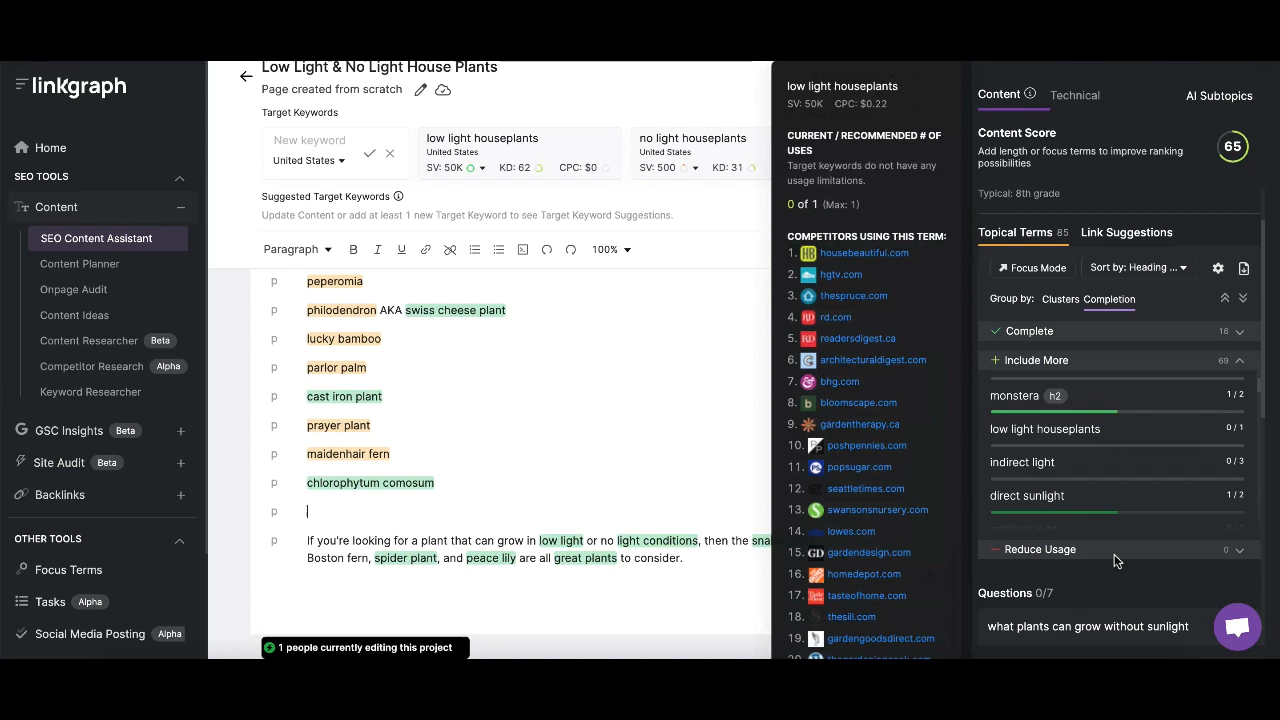 linkgraph
Home
SEO TOOLS
Content
SEO Content Assistant
Content Planner
Onpage Audit
Content Ideas
Content Researcher Beta
Competitor Research Alpha
Keyword Researcher
GSC Insights Beta
Site Audit Beta
Backlinks
OTHER TOOLS
Focus Terms
Tasks Alpha
Social Media Posting Alpha
Low Light & No Light House Plants
Page created from scratch
Target Keywords
New keyword
United States
low light houseplants
United States
SV: 50K KD: 62 CPC: $0
no light houseplants
United States
SV: 500 KD: 31
Suggested Target Keywords
Update Content or add at least 1 new Target Keyword to see Target Keyword Suggestions.
Paragraph B I U 100%
p peperomia
p philodendron AKA swiss cheese plant
p lucky bamboo
p parlor palm
p cast iron plant
p prayer plant
p maidenhair fern
p chlorophytum comosum
p
p If you're looking for a plant that can grow in low light or no light conditions, then the
Boston fern, spider plant, and peace lily are all great plants to consider.
1 people currently editing this project
low light houseplants
SV: 50K CPC: $0.22
CURRENT / RECOMMENDED # OF
USES
Target keywords do not have any
usage limitations.
0 of 1 (Max: 1)
COMPETITORS USING THIS TERM:
1. housebeautiful.com
2. hgtv.com
3. thespruce.com
4. rd.com
5. readersdigest.ca
6. architecturaldigest.com
7. bhg.com
8. bloomscape.com
9. gardentherapy.ca
10. poshpennies.com
11. popsugar.com
12. seattletimes.com
13. swansonsnursery.com
14. lowes.com
15. gardendesign.com
16. homedepot.com
17. tasteofhome.com
18. thesill.com
19. gardengoodsdirect.com
Content Technical AI Subtopics
Content Score
Add length or focus terms to improve ranking
possibilities
65
Typical: 8th grade
Topical Terms 85 Link Suggestions
Focus Mode Sort by: Heading ...
Group by: Clusters Completion
Complete 16
Include More 69
monstera h2 1 / 2
low light houseplants 0 / 1
indirect light 0 / 3
direct sunlight 1 / 2
Reduce Usage 0
Questions 0/7
what plants can grow without sunlight